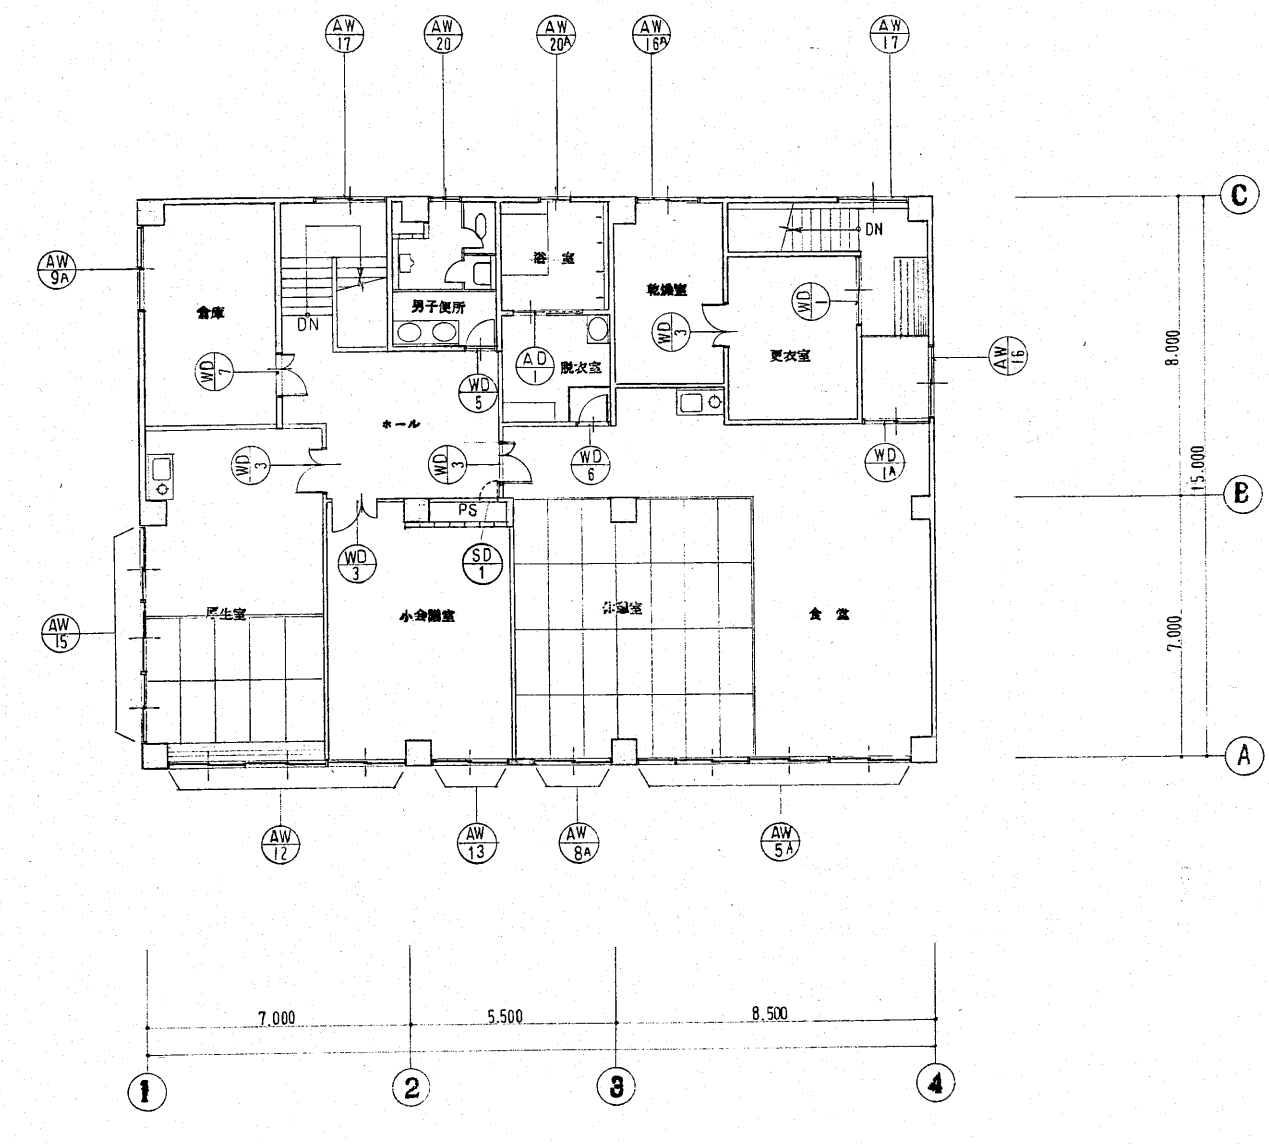 AW 17
AW 20
AW 20A
AW 16A
AW 17
C
DN
AW 9A
浴 室
乾燥室
WD 1
倉庫
男子便所
DN
WD 3
8.000
AW 16
更衣室
AD 1
脱衣室
WD 7
WD 5
ホール
WD 3
WD 3
WD 6
WD 1A
15.000
B
PS
WD 3
SD 1
厚生室
小会議室
食 堂
AW 15
7.000
A
AW 12
AW 13
AW 8A
AW 5A
7.000
5.500
8.500
1
2
3
4